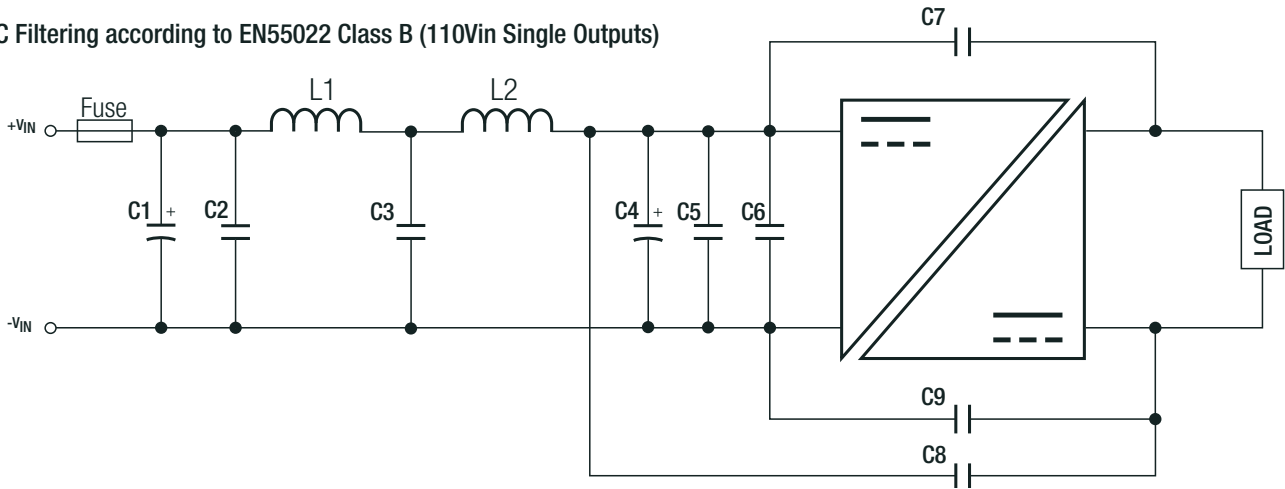 C7
C Filtering according to EN55022 Class B (110Vin Single Outputs)
L1
L2
Fuse
+VIN
C1 +
C2
C3
C4 +
C5
C6
LOAD
-VIN
C9
C8